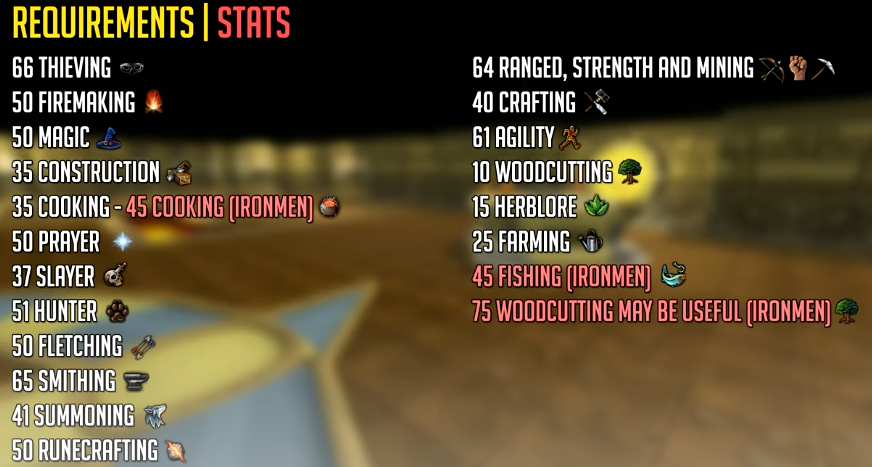 REQUIREMENTS | STATS
66 THIEVING
50 FIREMAKING
50 MAGIC
35 CONSTRUCTION
35 COOKING - 45 COOKING (IRONMEN)
50 PRAYER
37 SLAYER
51 HUNTER
50 FLETCHING
65 SMITHING
41 SUMMONING
50 RUNECRAFTING
64 RANGED, STRENGTH AND MINING
40 CRAFTING
61 AGILITY
10 WOODCUTTING
15 HERBLORE
25 FARMING
45 FISHING (IRONMEN)
75 WOODCUTTING MAY BE USEFUL (IRONMEN)